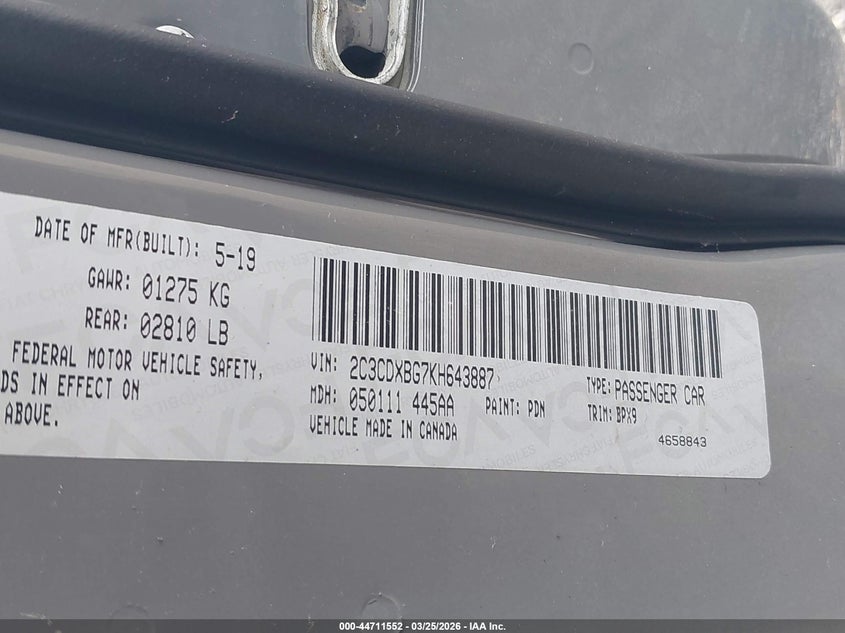 DATE OF MFR(BUILT): 5-19
GAWR: 01275 KG
REAR: 02810 LB
FEDERAL MOTOR VEHICLE SAFETY,
DS IN EFFECT ON
ABOVE.
VIN: 2C3CDXBG7KH643887
TYPE: PASSENGER CAR
MDH: 050111 445AA
PAINT: PDN
TRIM: BPX9
VEHICLE MADE IN CANADA
4658843
000-44711552 - 03/25/2026 - IAA Inc.